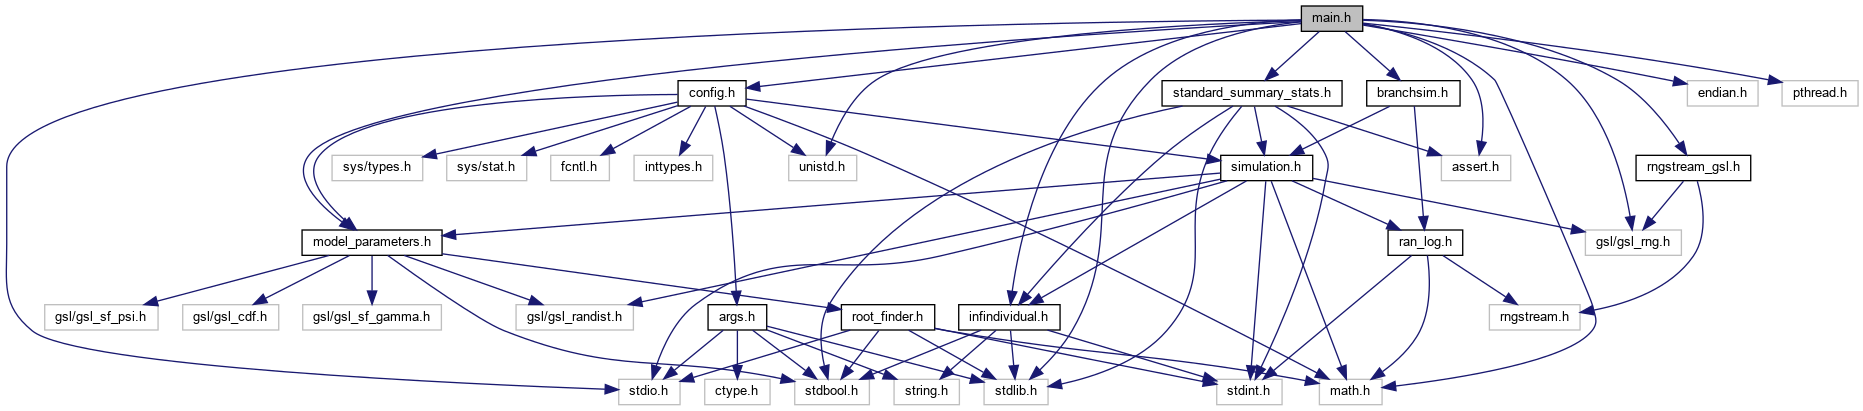 main.h
config.h
standard_summary_stats.h
branchsim.h
endian.h
pthread.h
sys/types.h
sys/stat.h
fcntl.h
inttypes.h
unistd.h
simulation.h
assert.h
rngstream_gsl.h
model_parameters.h
ran_log.h
gsl/gsl_rng.h
gsl/gsl_sf_psi.h
gsl/gsl_cdf.h
gsl/gsl_sf_gamma.h
gsl/gsl_randist.h
args.h
root_finder.h
infindividual.h
rngstream.h
stdio.h
ctype.h
stdbool.h
string.h
stdlib.h
stdint.h
math.h